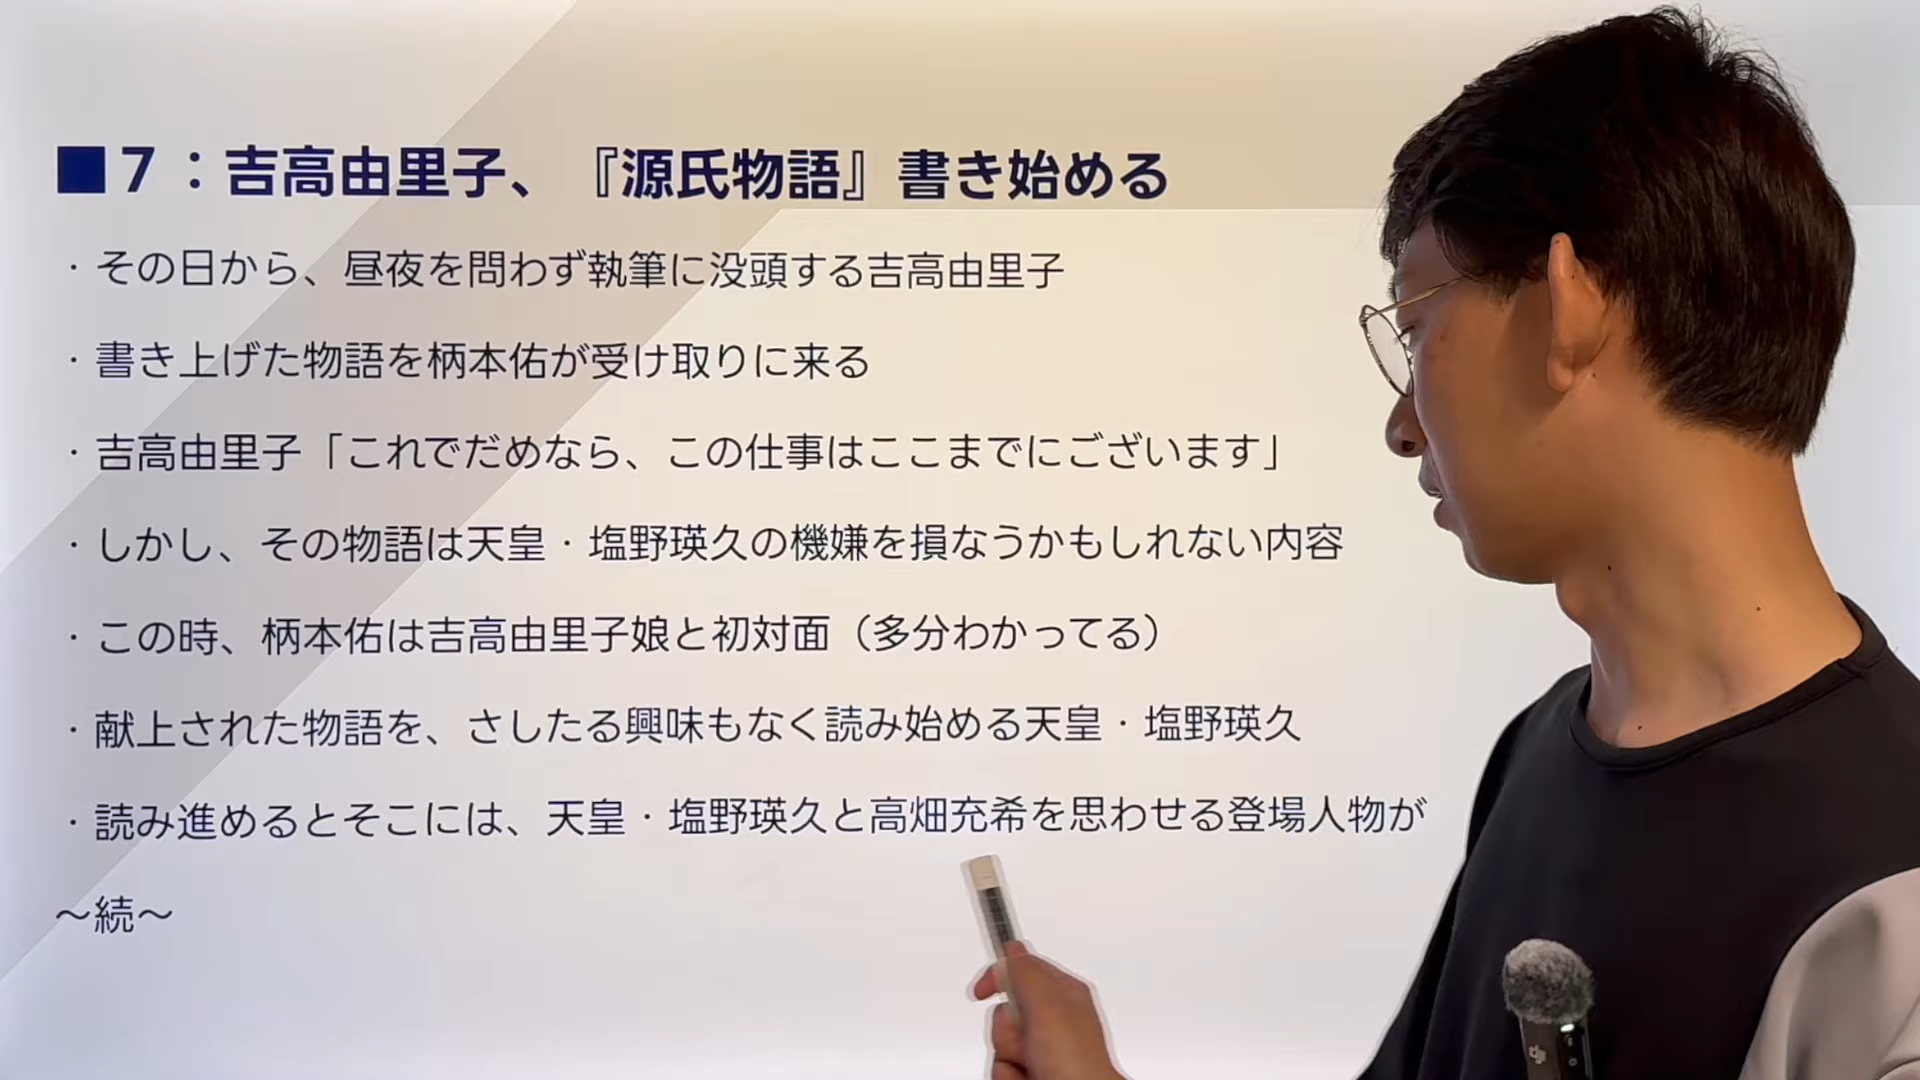 ■７：吉高由里子、『源氏物語』書き始める
・その日から、昼夜を問わず執筆に没頭する吉高由里子
・書き上げた物語を柄本佑が受け取りに来る
・吉高由里子「これでだめなら、この仕事はここまでにございます」
・しかし、その物語は天皇・塩野瑛久の機嫌を損なうかもしれない内容
・この時、柄本佑は吉高由里子娘と初対面（多分わかってる）
・献上された物語を、さしたる興味もなく読み始める天皇・塩野瑛久
・読み進めるとそこには、天皇・塩野瑛久と高畑充希を思わせる登場人物が
〜続〜
dji